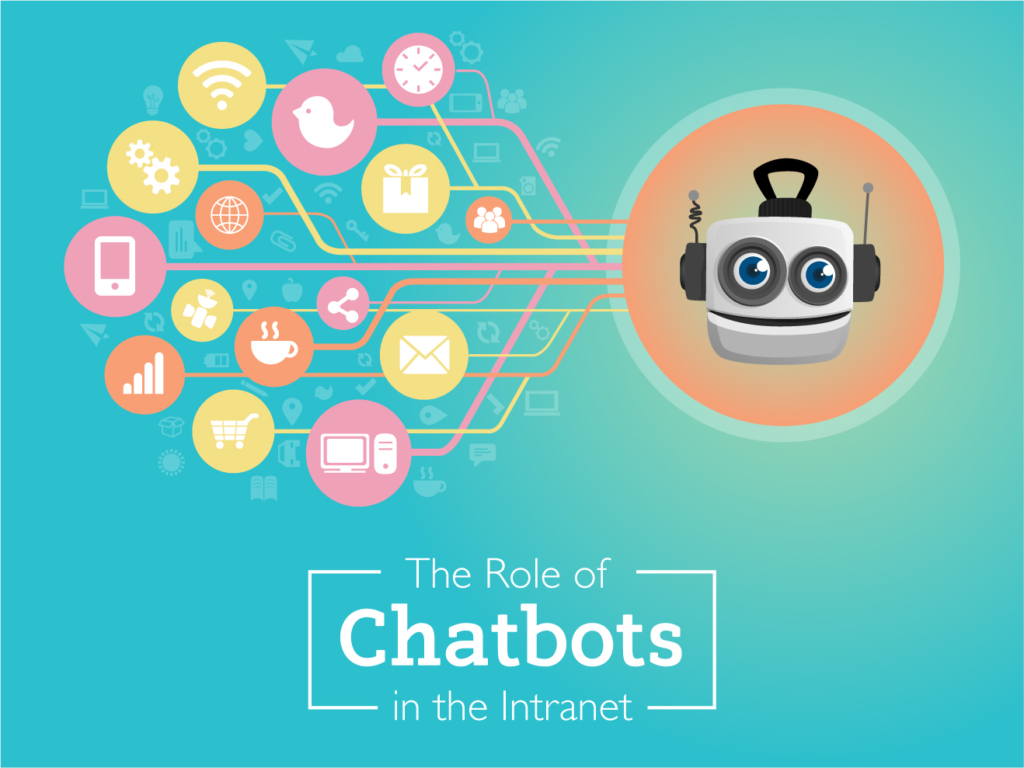 The Role of
Chatbots
in the Intranet